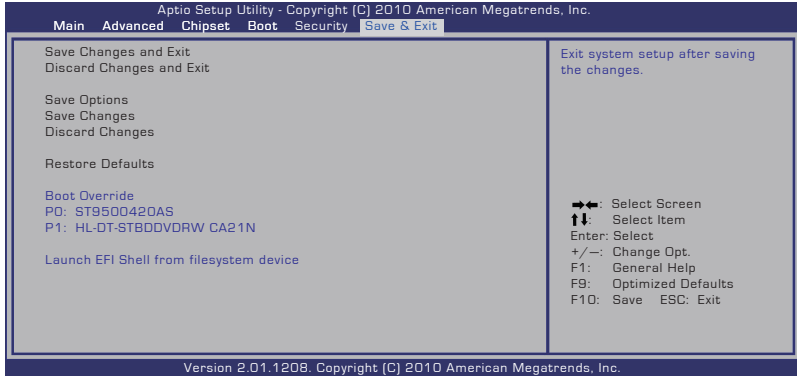 Aptio Setup Utility - Copyright (C) 2010 American Megatrends, Inc.
Main Advanced Chipset Boot Security Save & Exit
Save Changes and Exit
Discard Changes and Exit
Save Options
Save Changes
Discard Changes
Restore Defaults
Boot Override
P0: ST9500420AS
P1: HL-DT-STBDDVDRW CA21N
Launch EFI Shell from filesystem device
Exit system setup after saving
the changes.
→←: Select Screen
↑↓: Select Item
Enter: Select
+/—: Change Opt.
F1: General Help
F9: Optimized Defaults
F10: Save ESC: Exit
Version 2.01.1208. Copyright (C) 2010 American Megatrends, Inc.